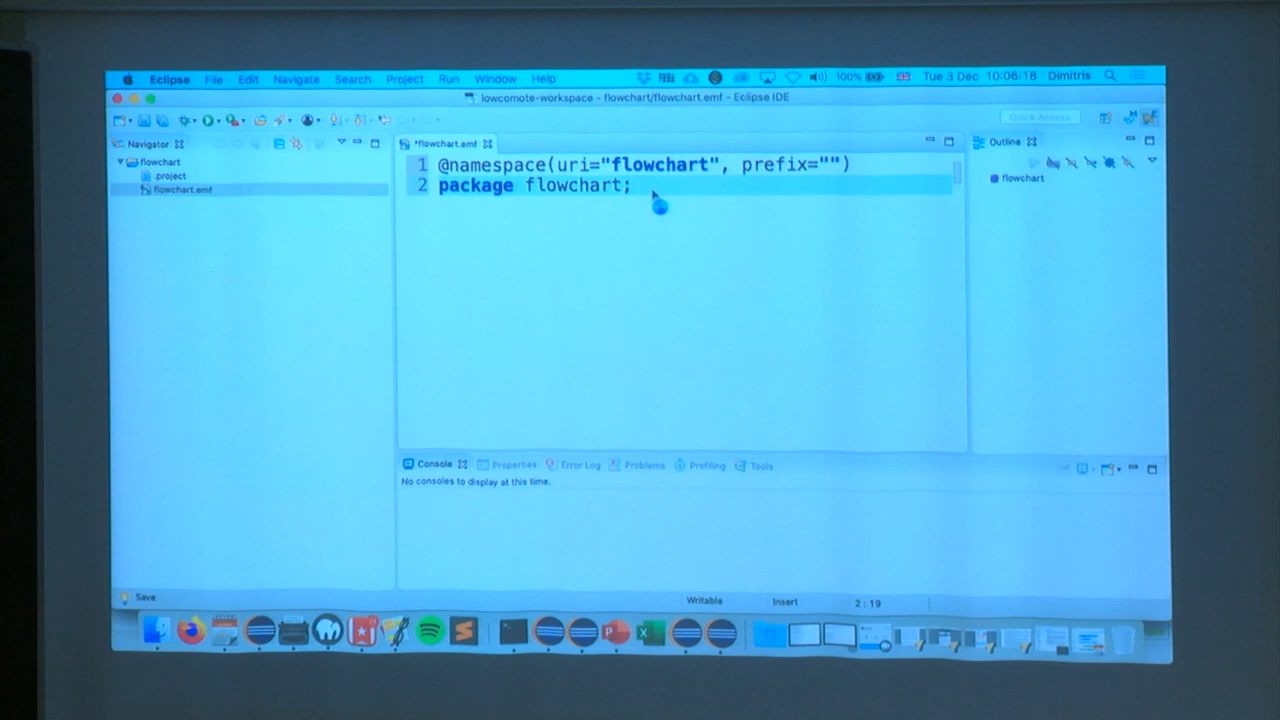 Eclipse File Edit Navigate Search Project Run Window Help 100% Tue 3 Dec 10:06:18 Dimitris
lowcomote-workspace - flowchart/flowchart.emf - Eclipse IDE
Quick Access
Navigator
flowchart
.project
flowchart.emf
*flowchart.emf
1 @namespace(uri="flowchart", prefix="")
2 package flowchart;
Outline
flowchart
Console Properties Error Log Problems Profiling Tools
No consoles to display at this time.
Save Writable Insert 2 : 19